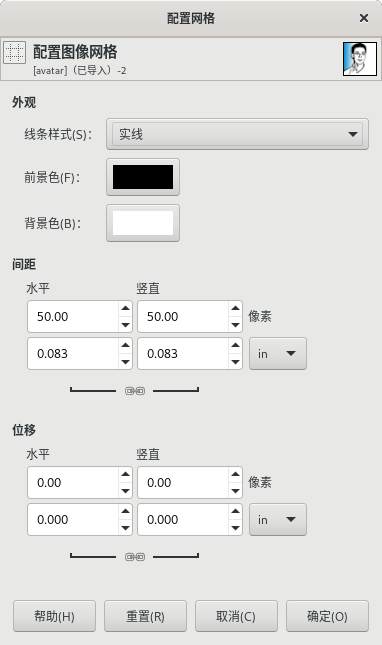 配置网格
配置图像网格
[avatar]（已导入）-2
外观
线条样式(S)： 实线
前景色(F)：
背景色(B)：
间距
水平 竖直
50.00 50.00 像素
0.083 0.083 in
位移
水平 竖直
0.00 0.00 像素
0.000 0.000 in
帮助(H) 重置(R) 取消(C) 确定(O)